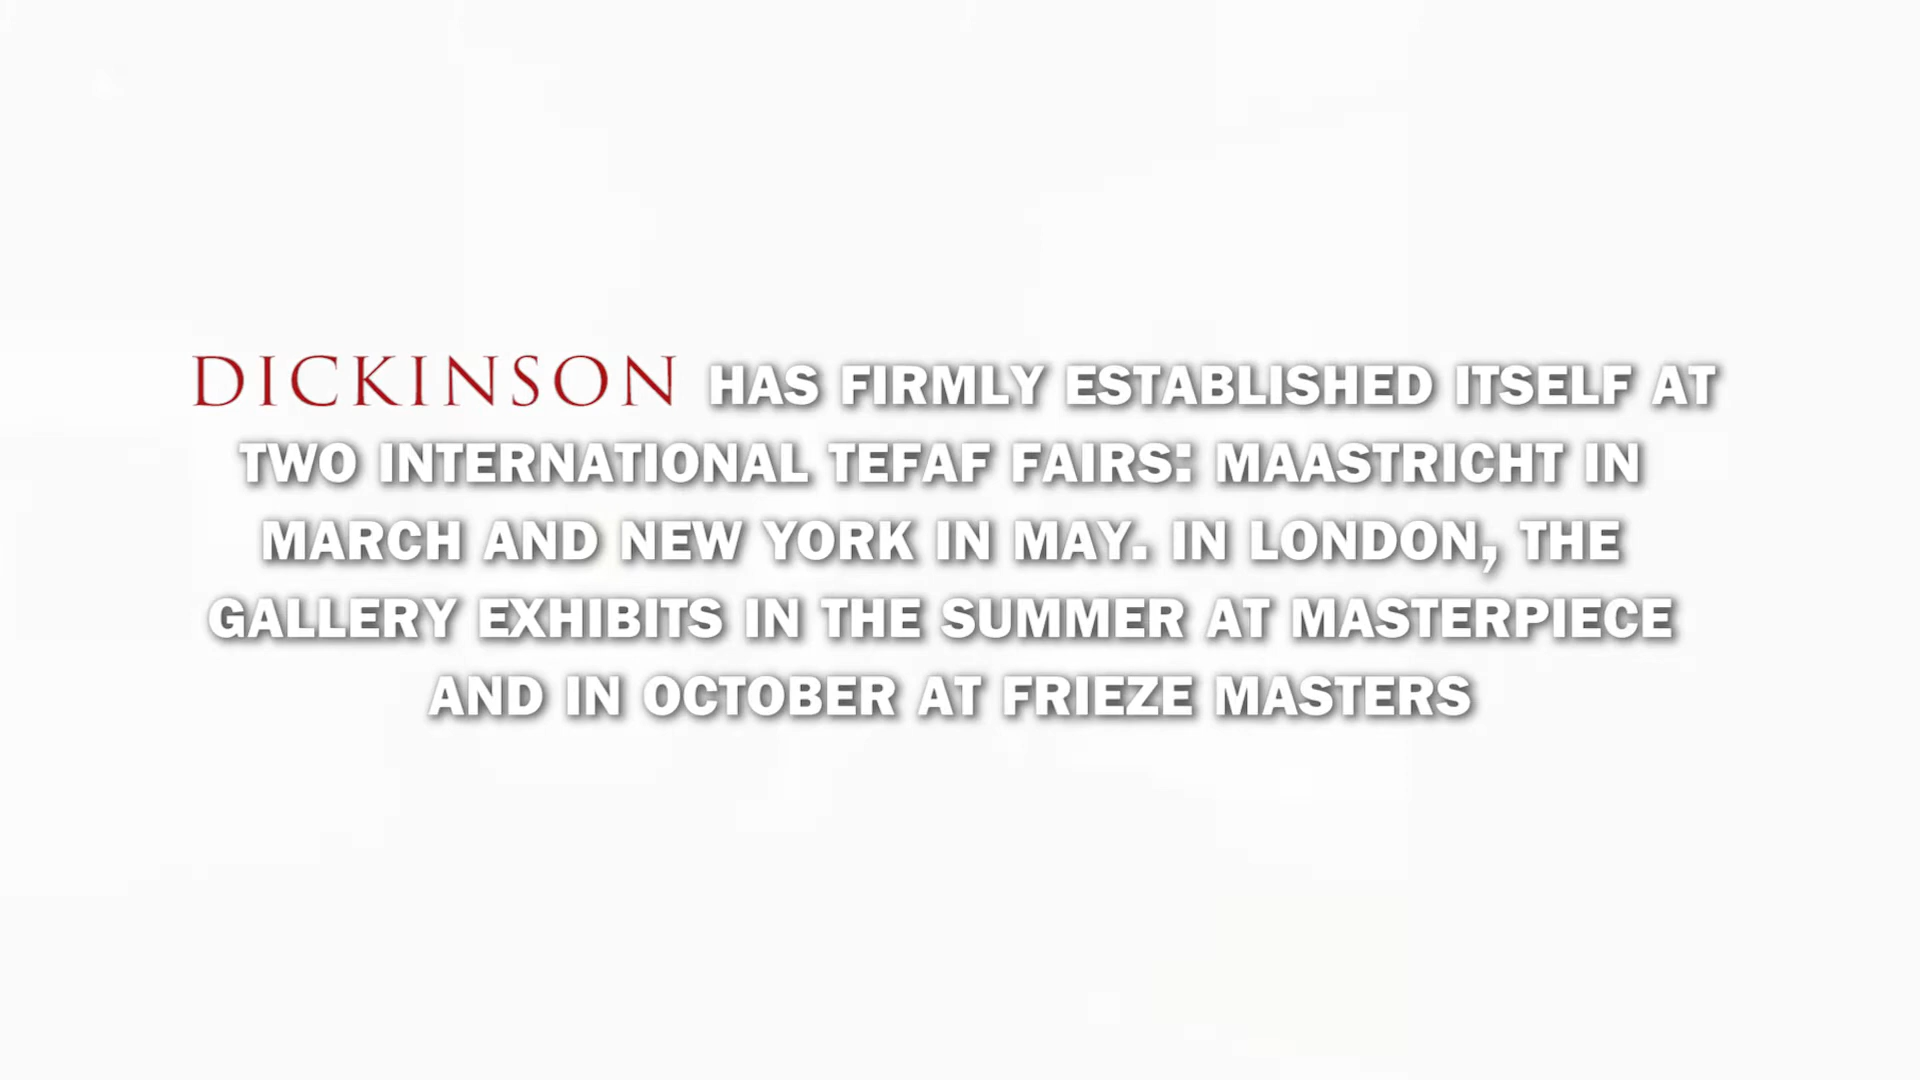 DICKINSON HAS FIRMLY ESTABLISHED ITSELF AT
TWO INTERNATIONAL TEFAF FAIRS: MAASTRICHT IN
MARCH AND NEW YORK IN MAY. IN LONDON, THE
GALLERY EXHIBITS IN THE SUMMER AT MASTERPIECE
AND IN OCTOBER AT FRIEZE MASTERS